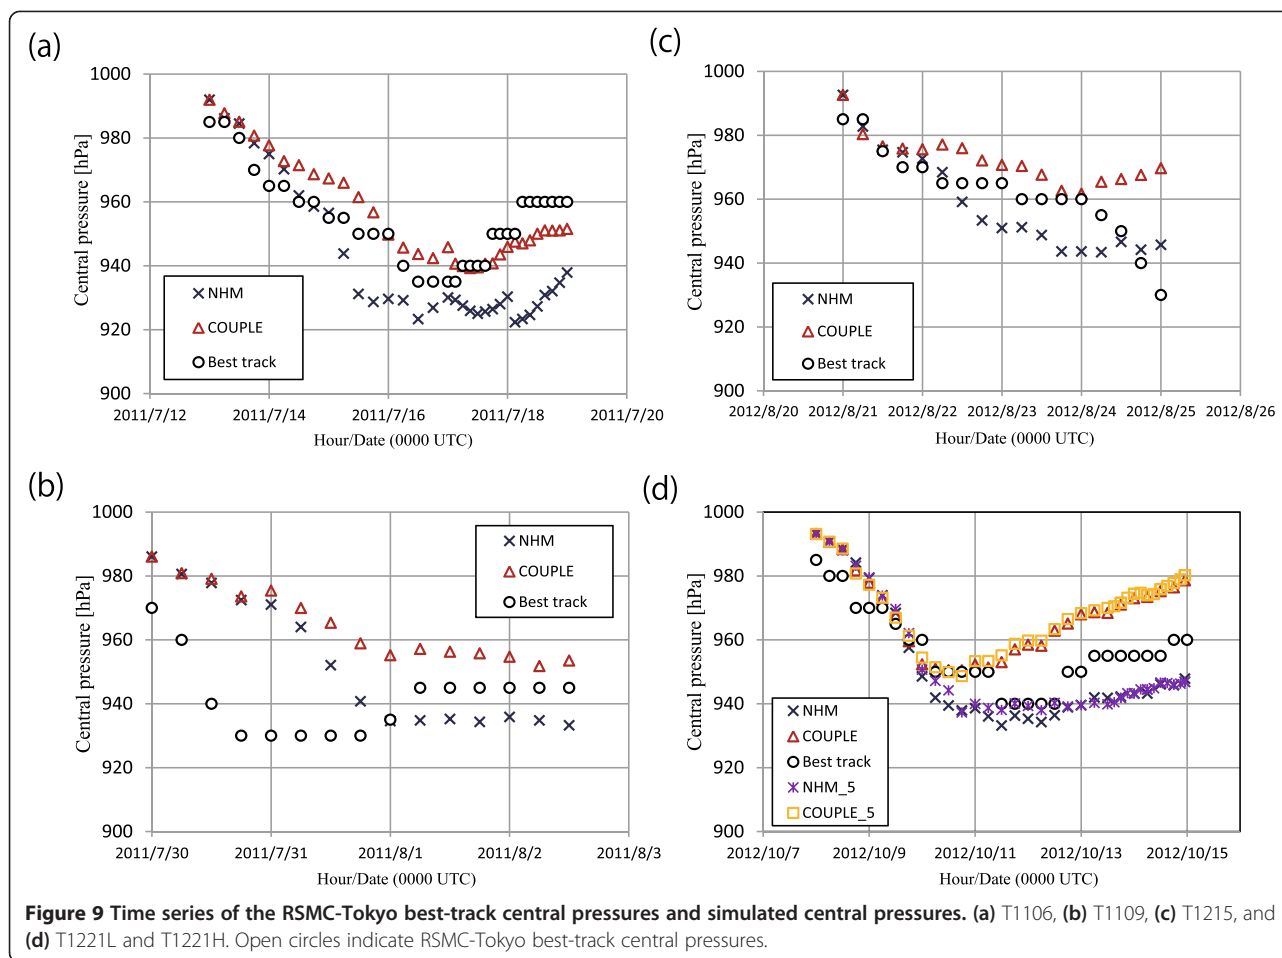 (a)
1000
980
960
940
920
900
Central pressure [hPa]
NHM
COUPLE
Best track
2011/7/12
2011/7/14
2011/7/16
2011/7/18
2011/7/20
Hour/Date (0000 UTC)
(c)
1000
980
960
940
920
900
Central pressure [hPa]
NHM
COUPLE
Best track
2012/8/20
2012/8/21
2012/8/22
2012/8/23
2012/8/24
2012/8/25
2012/8/26
Hour/Date (0000 UTC)
(b)
1000
980
960
940
920
900
Central pressure [hPa]
NHM
COUPLE
Best track
2011/7/30
2011/7/31
2011/8/1
2011/8/2
2011/8/3
Hour/Date (0000 UTC)
(d)
1000
980
960
940
920
900
Central pressure [hPa]
NHM
COUPLE
Best track
NHM_5
COUPLE_5
2012/10/7
2012/10/9
2012/10/11
2012/10/13
2012/10/15
Hour/Date (0000 UTC)
Figure 9 Time series of the RSMC-Tokyo best-track central pressures and simulated central pressures. (a) T1106, (b) T1109, (c) T1215, and
(d) T1221L and T1221H. Open circles indicate RSMC-Tokyo best-track central pressures.